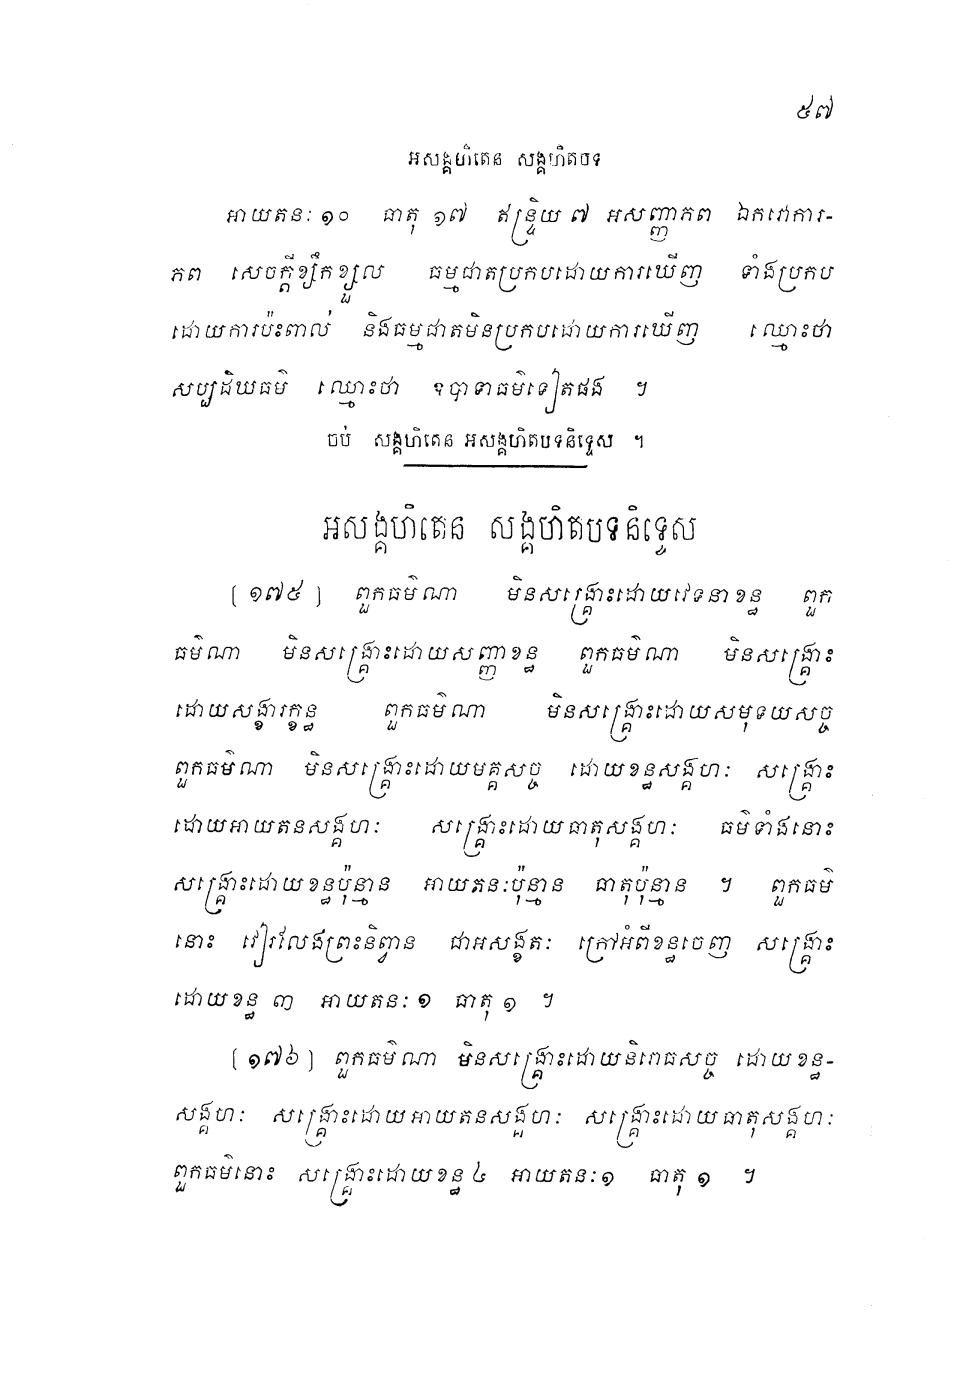 ៥៧
អសង្គហិតេន សង្គហិតបទ
អាយតនៈ ១០ ធាតុ ១៧ ឥន្ទ្រិយ ៧ អសញ្ញាភព ឯកវោការ-
ភព សេចក្តីខ្សឹកខ្សួល ធម្មជាតប្រកបដោយការឃើញ ទាំងប្រកប
ដោយការប៉ះពាល់ និងធម្មជាតមិនប្រកបដោយការឃើញ ឈ្មោះថា
សប្បដិឃធម៌ ឈ្មោះថា ឧបាទាធម៌ទៀតផង ។
ចប់ សង្គហិតេន អសង្គហិតបទនិទ្ទេស ។
អសង្គហិតេន សង្គហិតបទនិទ្ទេស
[ ១៧៥ ] ពួកធម៌ណា មិនសង្គ្រោះដោយវេទនាខន្ធ ពួក
ធម៌ណា មិនសង្គ្រោះដោយសញ្ញាខន្ធ ពួកធម៌ណា មិនសង្គ្រោះ
ដោយសង្ខារក្ខន្ធ ពួកធម៌ណា មិនសង្គ្រោះដោយសមុទយសច្ច
ពួកធម៌ណា មិនសង្គ្រោះដោយមគ្គសច្ច ដោយខន្ធសង្គហៈ សង្គ្រោះ
ដោយអាយតនសង្គហៈ សង្គ្រោះដោយធាតុសង្គហៈ ធម៌ទាំងនោះ
សង្គ្រោះដោយខន្ធប៉ុន្មាន អាយតនៈប៉ុន្មាន ធាតុប៉ុន្មាន ។ ពួកធម៌
នោះ វៀរលែងព្រះនិព្វាន ជាអសង្ខតៈ ក្រៅអំពីខន្ធចេញ សង្គ្រោះ
ដោយខន្ធ ៣ អាយតនៈ ១ ធាតុ ១ ។
[ ១៧៦ ] ពួកធម៌ណា មិនសង្គ្រោះដោយនិរោធសច្ច ដោយខន្ធ-
សង្គហៈ សង្គ្រោះដោយអាយតនសង្គហៈ សង្គ្រោះដោយធាតុសង្គហៈ
ពួកធម៌នោះ សង្គ្រោះដោយខន្ធ ៤ អាយតនៈ ១ ធាតុ ១ ។